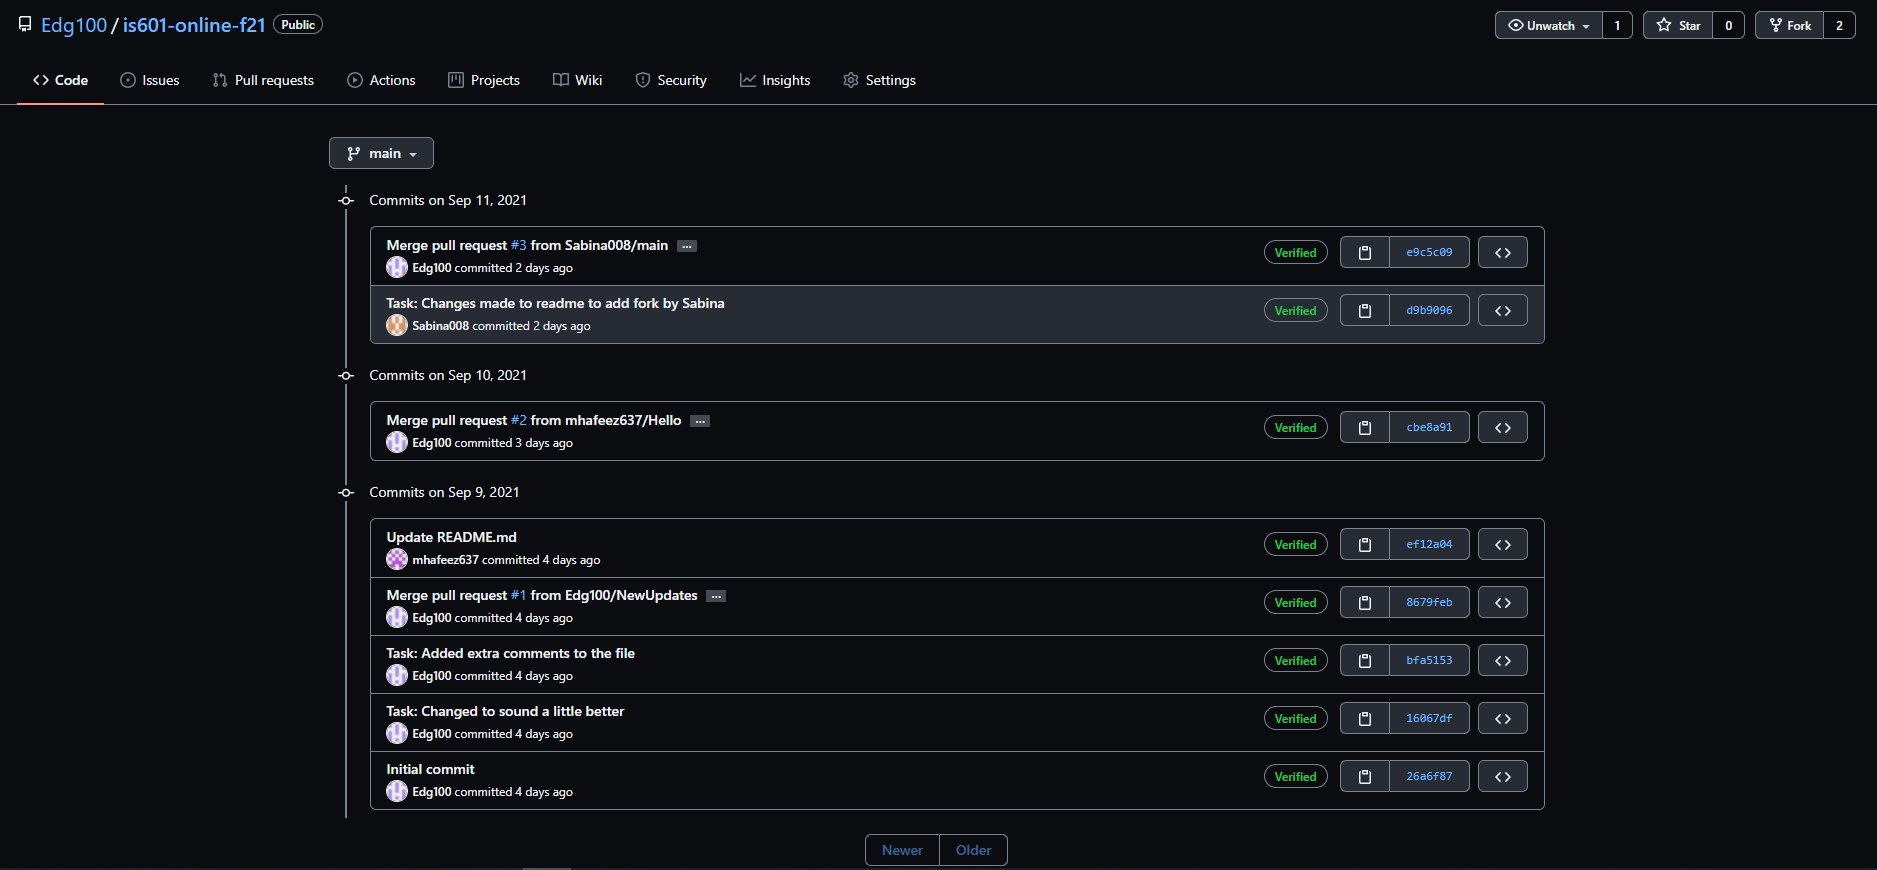 Edg100 / is601-online-f21 Public
Unwatch 1 Star 0 Fork 2
Code Issues Pull requests Actions Projects Wiki Security Insights Settings
main
Commits on Sep 11, 2021
Merge pull request #3 from Sabina008/main ...
Edg100 committed 2 days ago
Verified e9c5c09
Task: Changes made to readme to add fork by Sabina
Sabina008 committed 2 days ago
Verified d9b9096
Commits on Sep 10, 2021
Merge pull request #2 from mhafeez637/Hello ...
Edg100 committed 3 days ago
Verified cbe8a91
Commits on Sep 9, 2021
Update README.md
mhafeez637 committed 4 days ago
Verified ef12a04
Merge pull request #1 from Edg100/NewUpdates ...
Edg100 committed 4 days ago
Verified 8679feb
Task: Added extra comments to the file
Edg100 committed 4 days ago
Verified bfa5153
Task: Changed to sound a little better
Edg100 committed 4 days ago
Verified 16067df
Initial commit
Edg100 committed 4 days ago
Verified 26a6f87
Newer Older